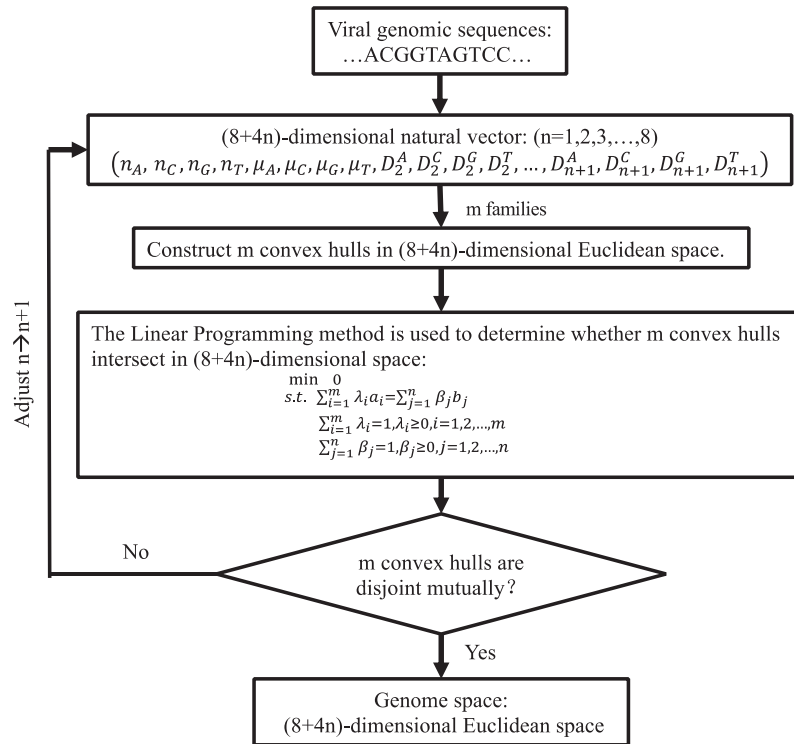 Viral genomic sequences:
…ACGGTAGTCC…
(8+4n)-dimensional natural vector: (n=1,2,3,…,8)
(n_A, n_C, n_G, n_T, μ_A, μ_C, μ_G, μ_T, D_2^A, D_2^C, D_2^G, D_2^T, …, D_{n+1}^A, D_{n+1}^C, D_{n+1}^G, D_{n+1}^T)
m families
Construct m convex hulls in (8+4n)-dimensional Euclidean space.
Adjust n→n+1
The Linear Programming method is used to determine whether m convex hulls
intersect in (8+4n)-dimensional space:
min 0
s.t. ∑_{i=1}^m λ_i a_i=∑_{j=1}^n β_j b_j
∑_{i=1}^m λ_i=1,λ_i≥0,i=1,2,…,m
∑_{j=1}^n β_j=1,β_j≥0,j=1,2,…,n
No
m convex hulls are
disjoint mutually?
Yes
Genome space:
(8+4n)-dimensional Euclidean space